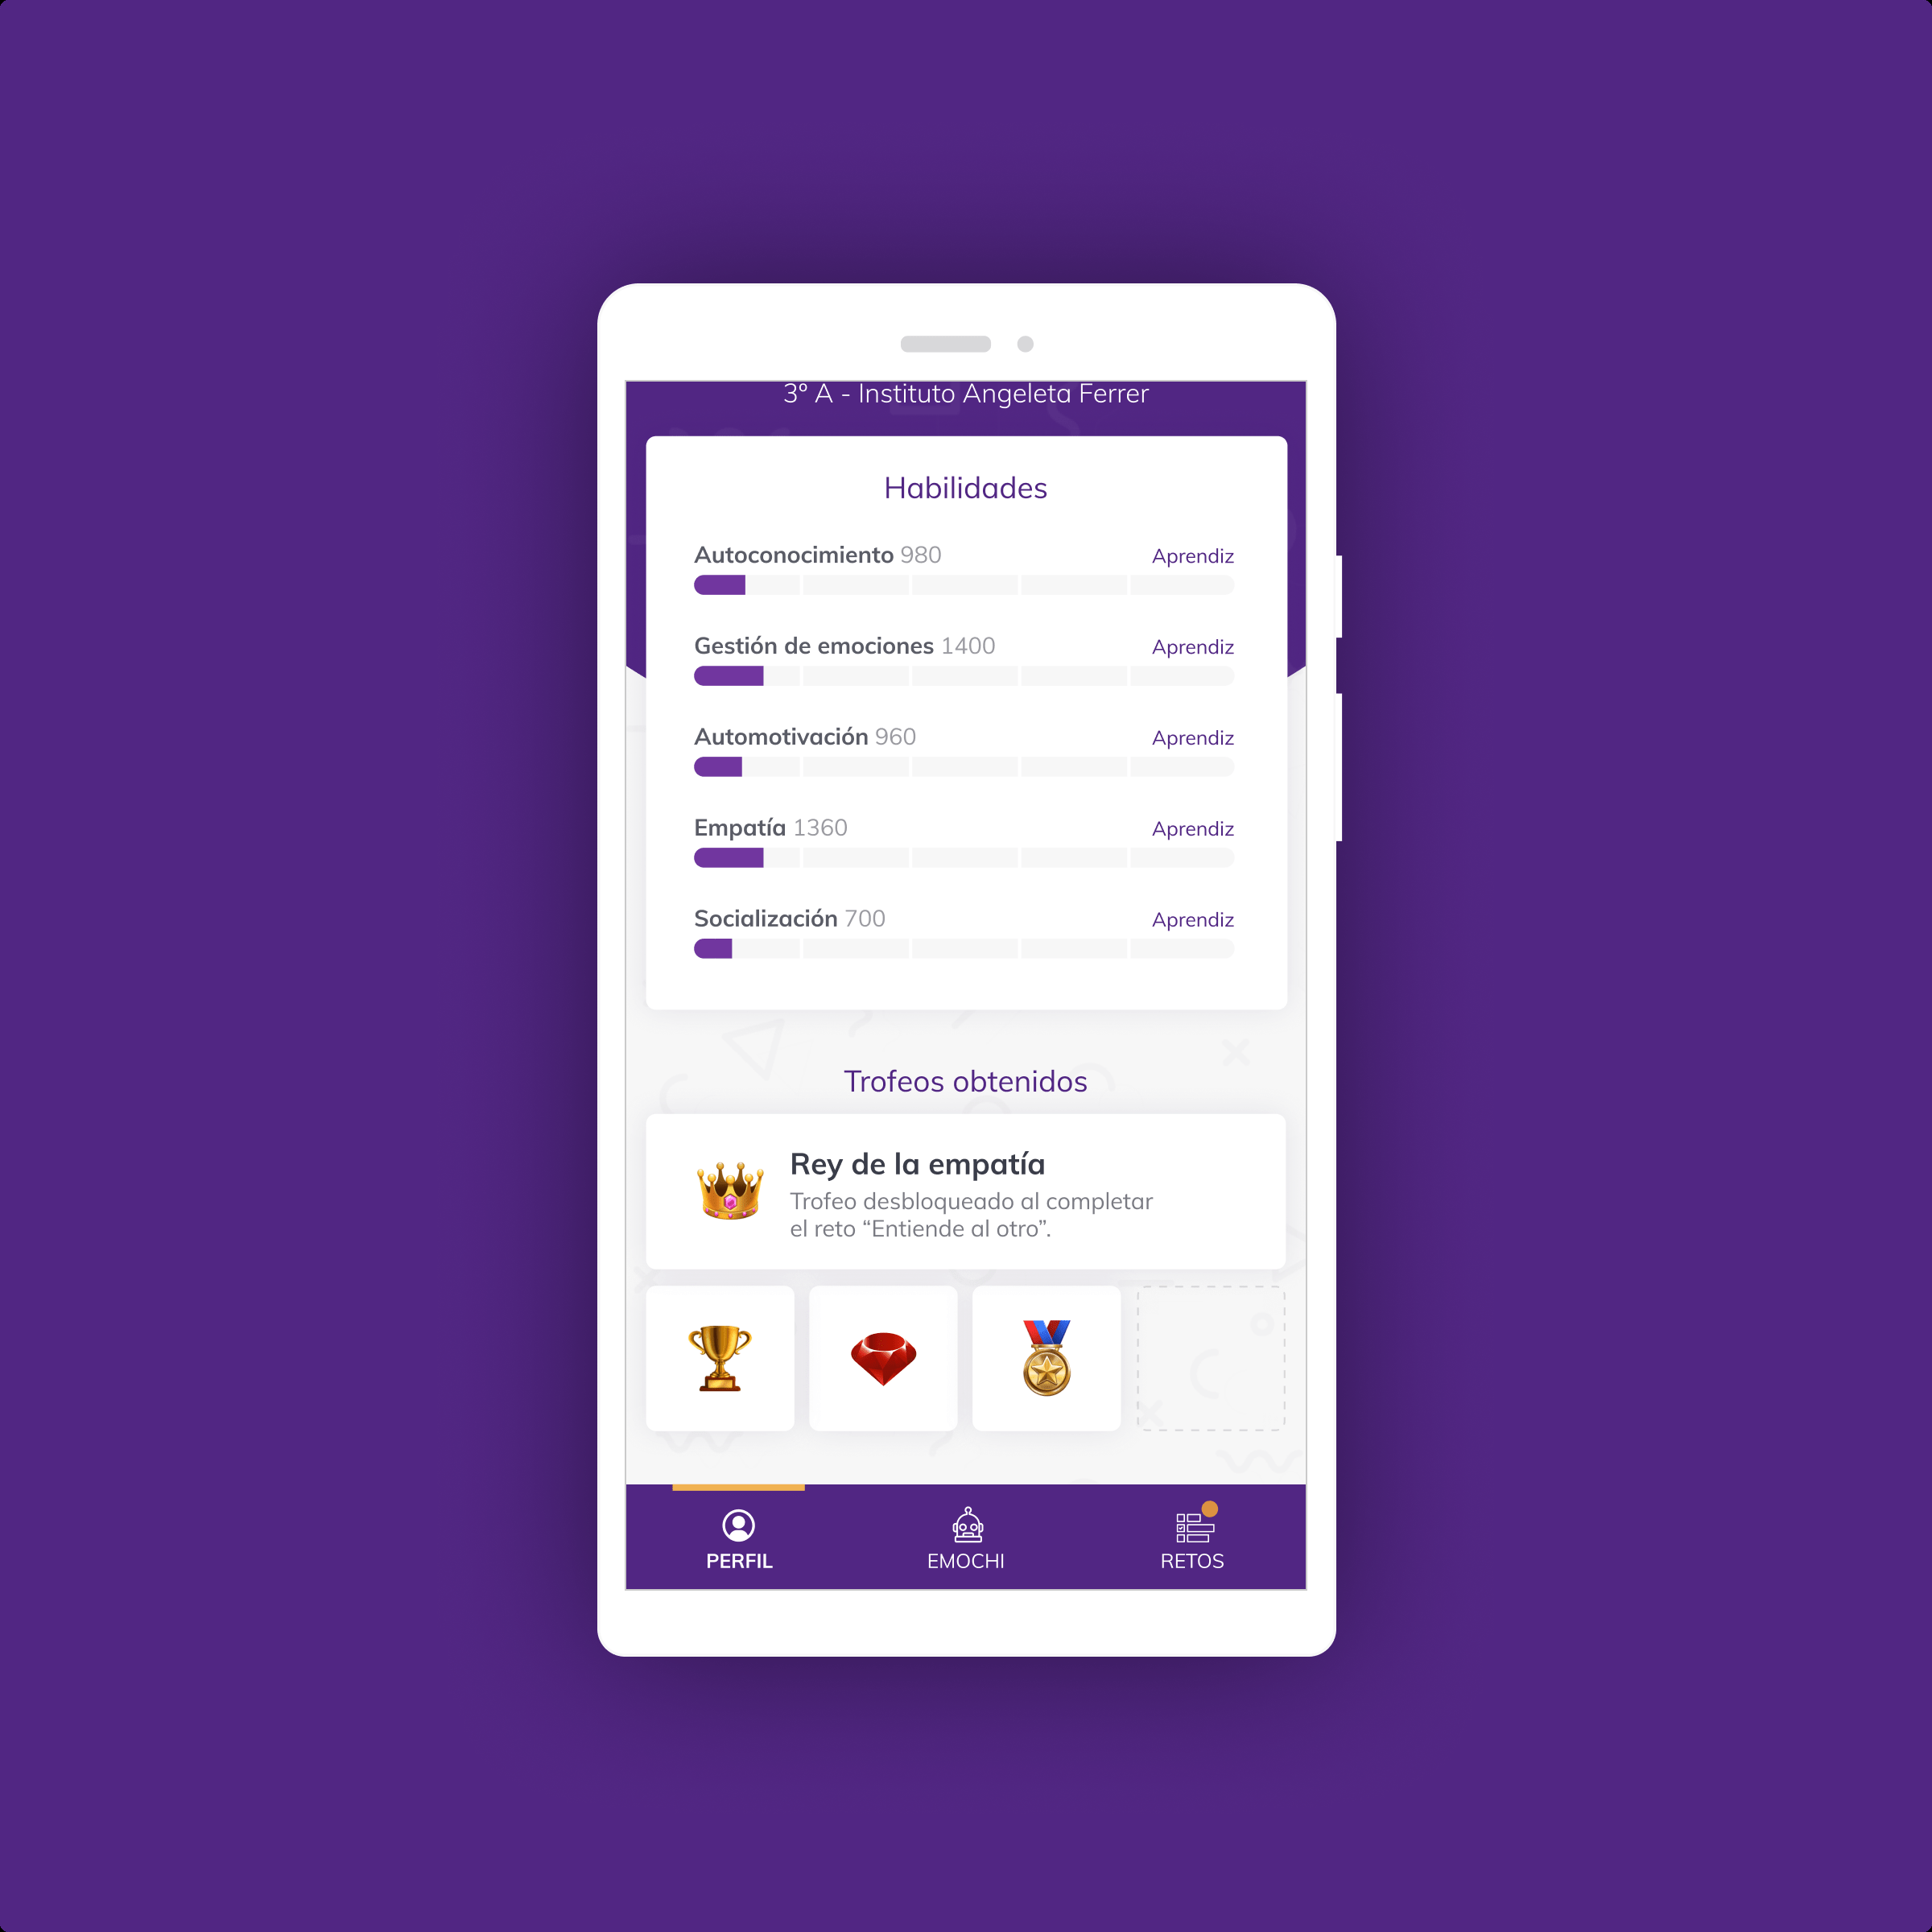 3º A - Instituto Angeleta Ferrer
Habilidades
Autoconocimiento 980 Aprendiz
Gestión de emociones 1400 Aprendiz
Automotivación 960 Aprendiz
Empatía 1360 Aprendiz
Socialización 700 Aprendiz
Trofeos obtenidos
Rey de la empatía
Trofeo desbloqueado al completar
el reto “Entiende al otro”.
PERFIL EMOCHI RETOS